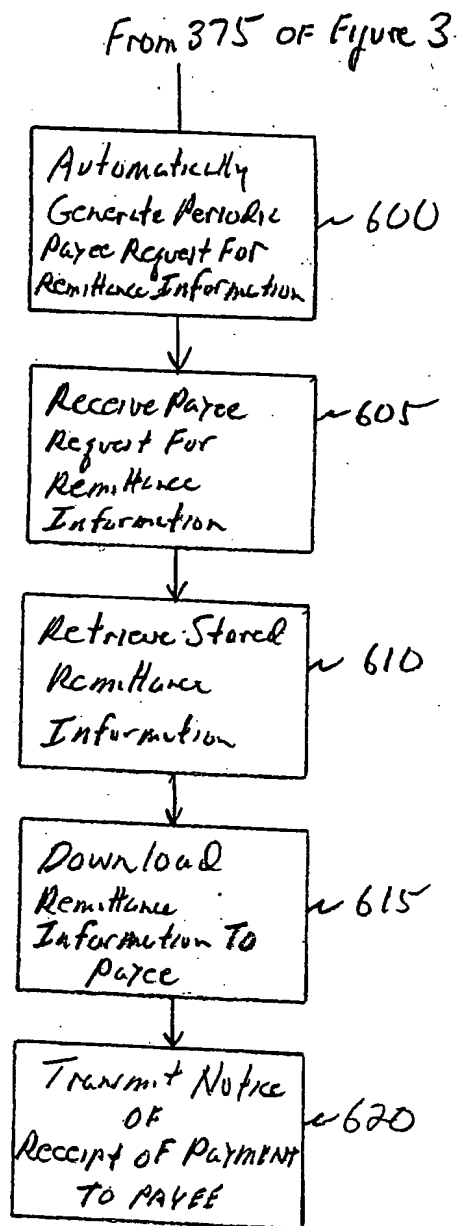 From 375 OF Figure 3
Automatically
Generate Periodic
Payee Request For
Remittance Information
600
Receive Payee
Request For
Remittance
Information
605
Retrieve Stored
Remittance
Information
610
Download
Remittance
Information To
Payee
615
Transmit Notice
OF
Receipt OF PAYMENT
TO PAYEE
620